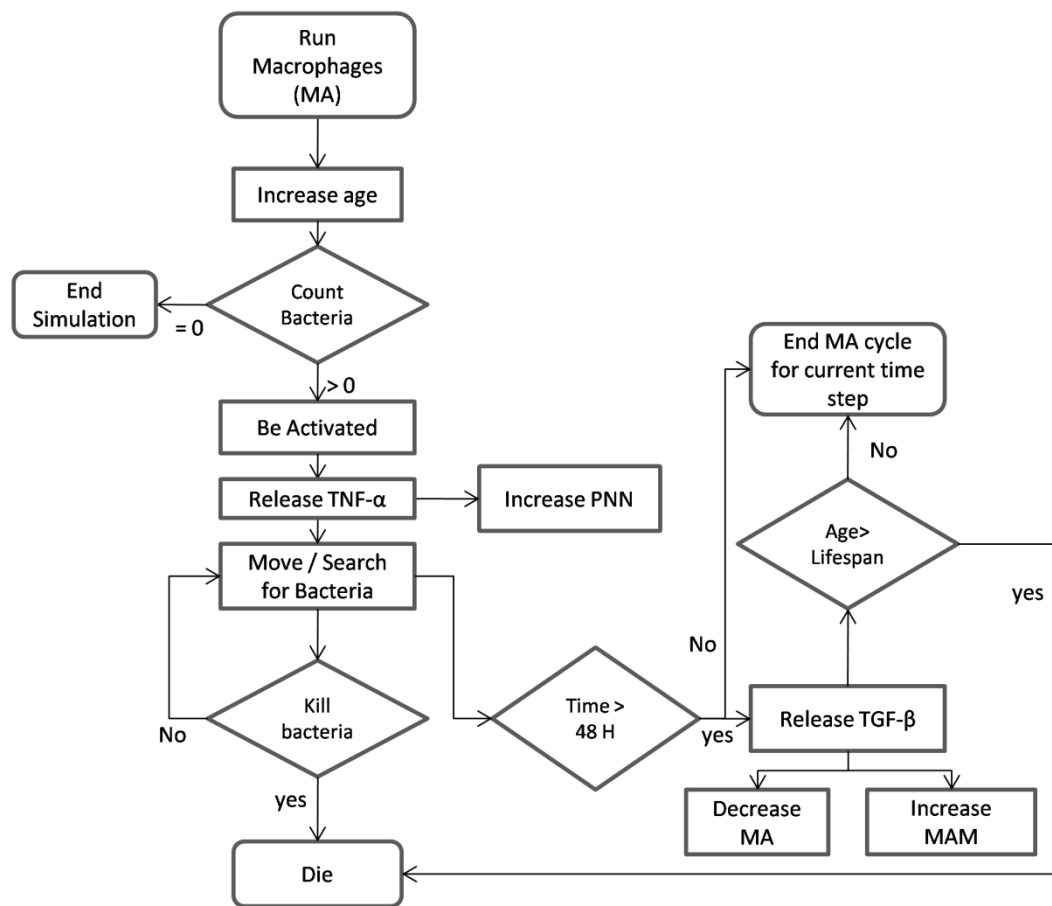 Run
Macrophages
(MA)
Increase age
Count
Bacteria
= 0
End
Simulation
> 0
Be Activated
Release TNF-α
Increase PNN
Move / Search
for Bacteria
Kill
bacteria
No
yes
Die
Time >
48 H
No
yes
Release TGF-β
Decrease
MA
Increase
MAM
Age>
Lifespan
No
yes
End MA cycle
for current time
step